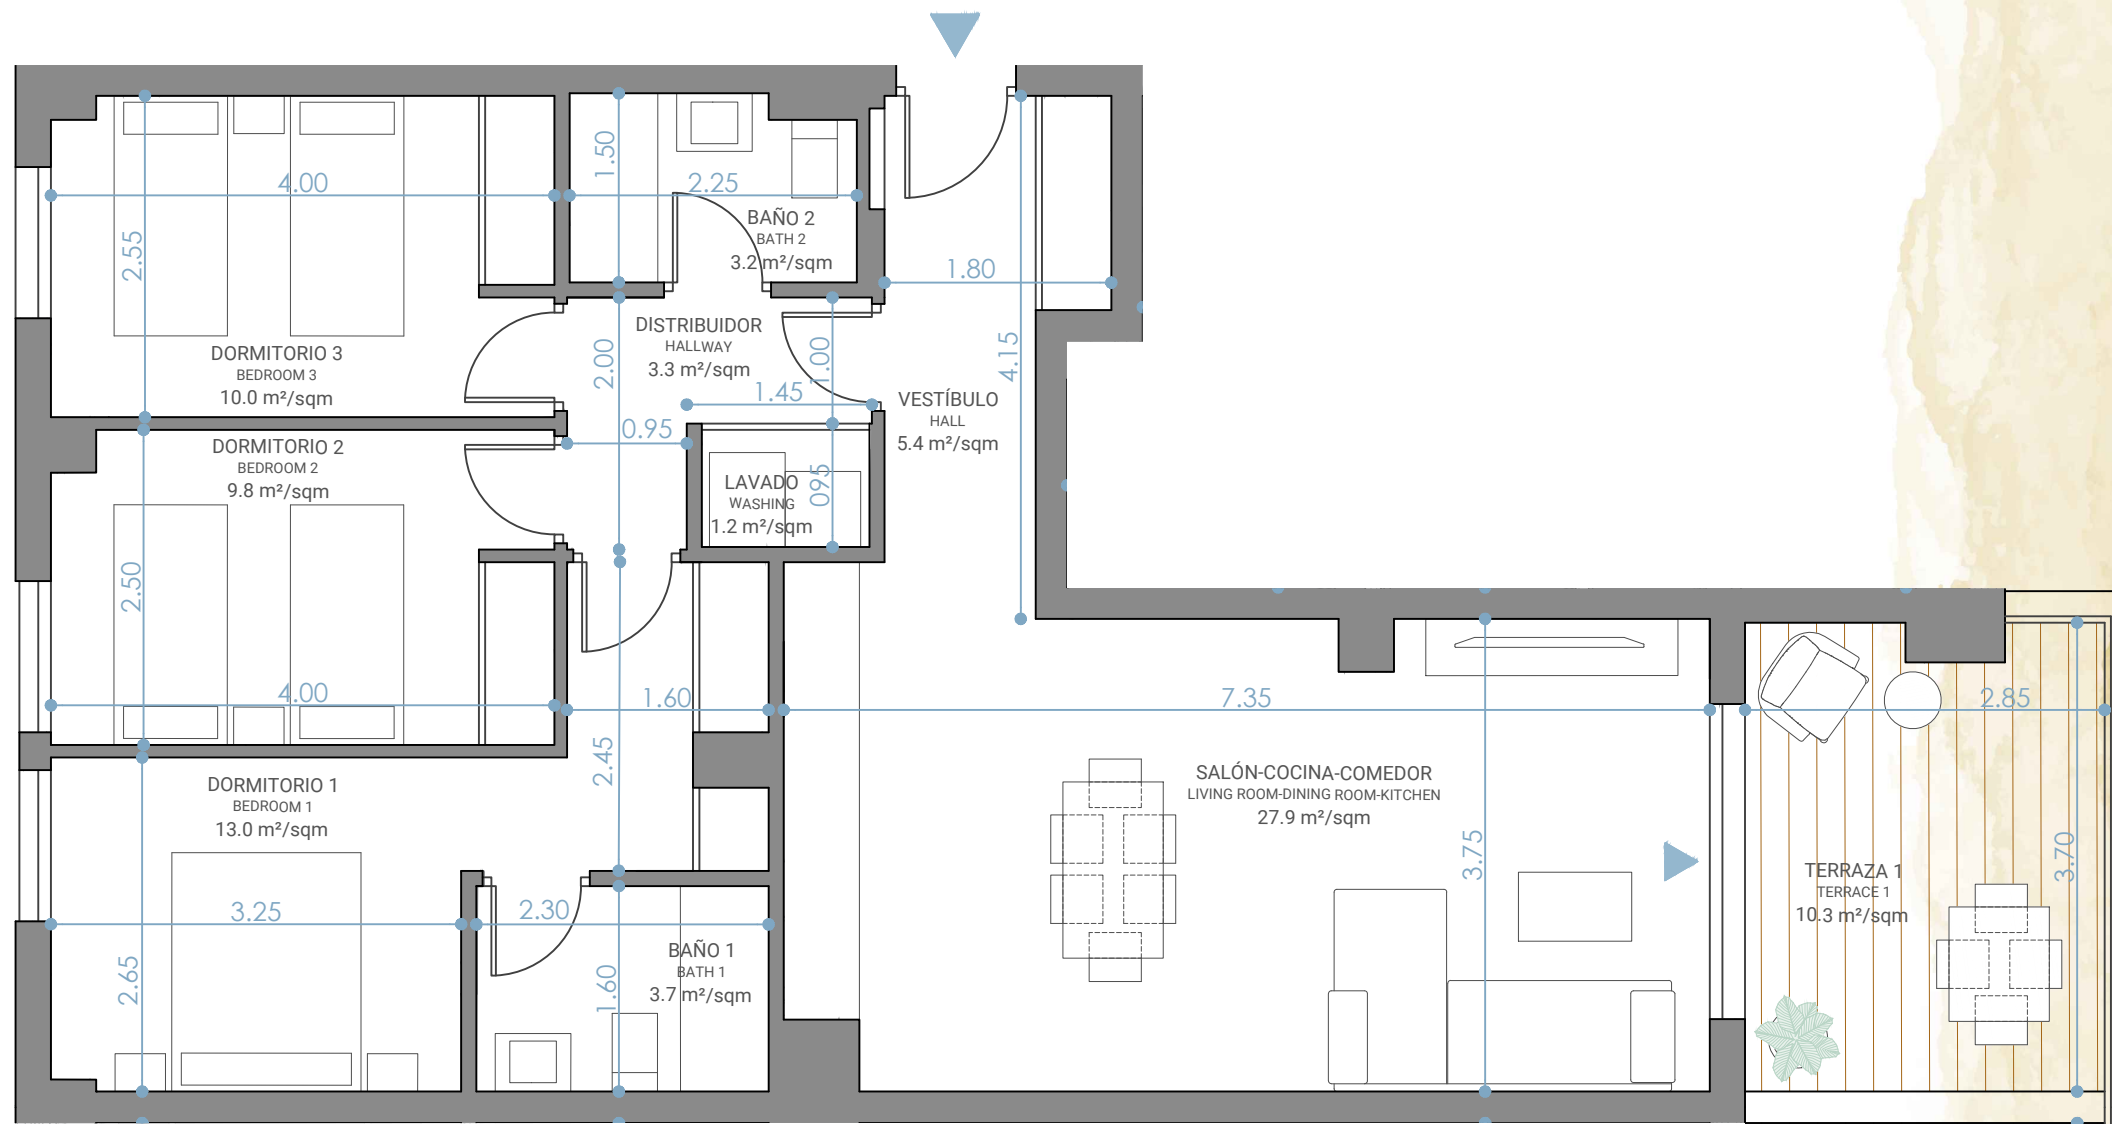 1.50
4.00
2.25
BAÑO 2
BATH 2
3.2 m²/sqm
2.55
1.80
DISTRIBUIDOR
HALLWAY
3.3 m²/sqm
2.00
1.00
4.15
DORMITORIO 3
BEDROOM 3
10.0 m²/sqm
1.45
VESTÍBULO
HALL
5.4 m²/sqm
0.95
DORMITORIO 2
BEDROOM 2
9.8 m²/sqm
LAVADO
WASHING
1.2 m²/sqm
095
2.50
4.00
1.60
7.35
2.85
2.45
DORMITORIO 1
BEDROOM 1
13.0 m²/sqm
SALÓN-COCINA-COMEDOR
LIVING ROOM-DINING ROOM-KITCHEN
27.9 m²/sqm
3.75
3.70
TERRAZA 1
TERRACE 1
10.3 m²/sqm
3.25
2.30
BAÑO 1
BATH 1
3.7 m²/sqm
2.65
1.60